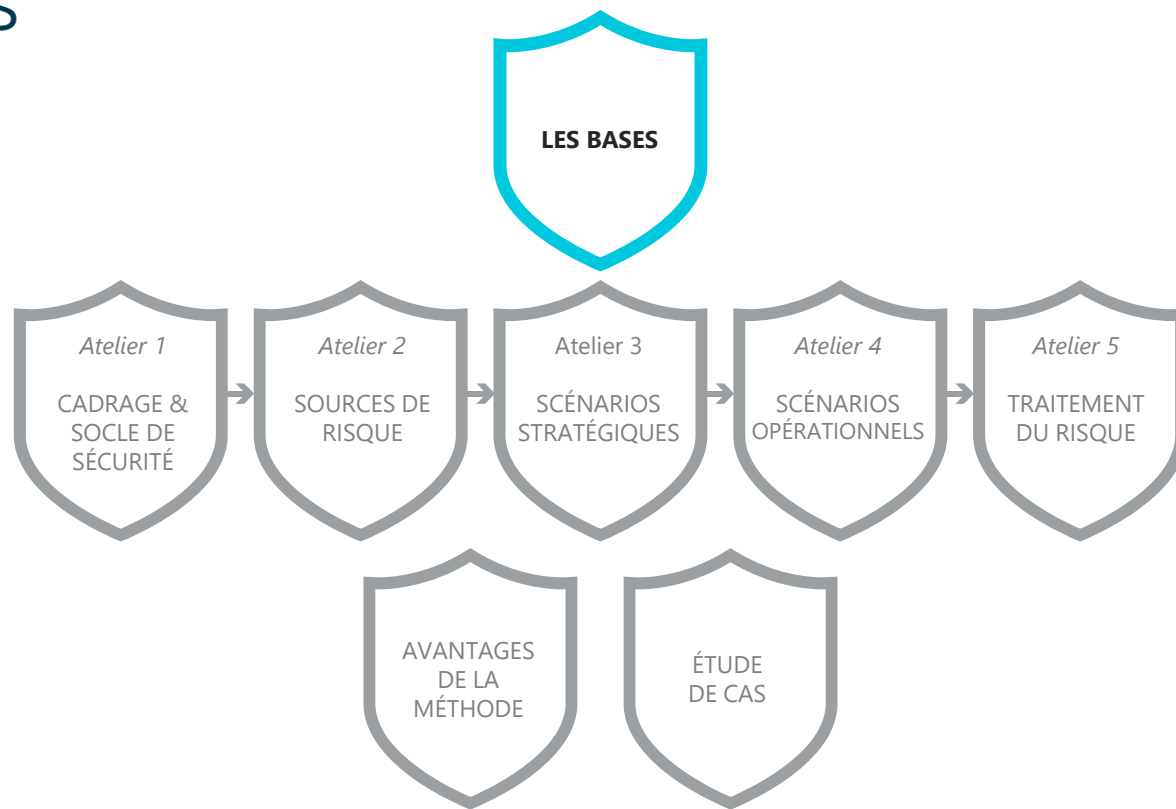 S
LES BASES
Atelier 1
CADRAGE &
SOCLE DE
SÉCURITÉ
Atelier 2
SOURCES DE
RISQUE
Atelier 3
SCÉNARIOS
STRATÉGIQUES
Atelier 4
SCÉNARIOS
OPÉRATIONNELS
Atelier 5
TRAITEMENT
DU RISQUE
AVANTAGES
DE LA
MÉTHODE
ÉTUDE
DE CAS